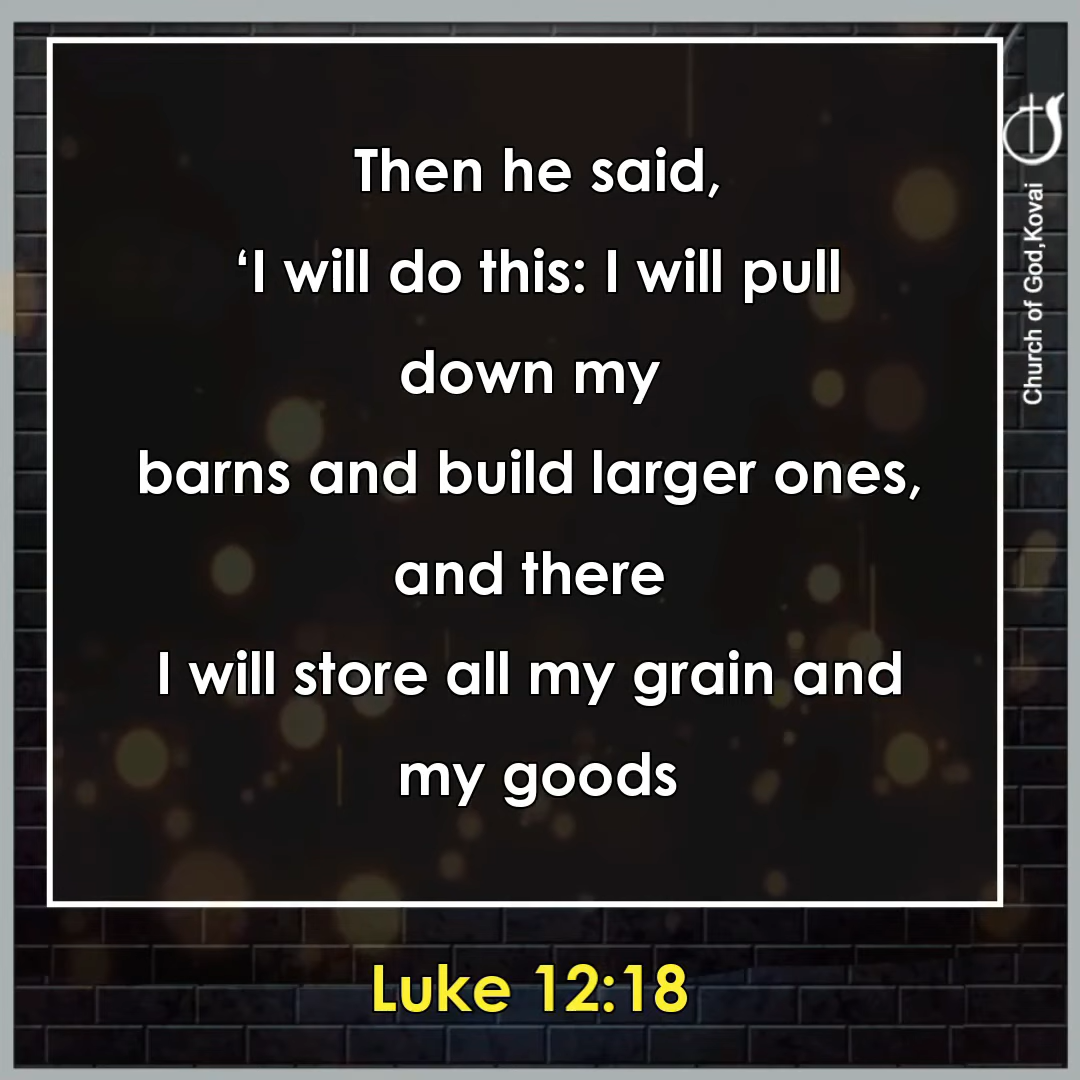 Then he said,
‘I will do this: I will pull
down my
barns and build larger ones,
and there
I will store all my grain and
my goods
Luke 12:18
Church of God,Kovai